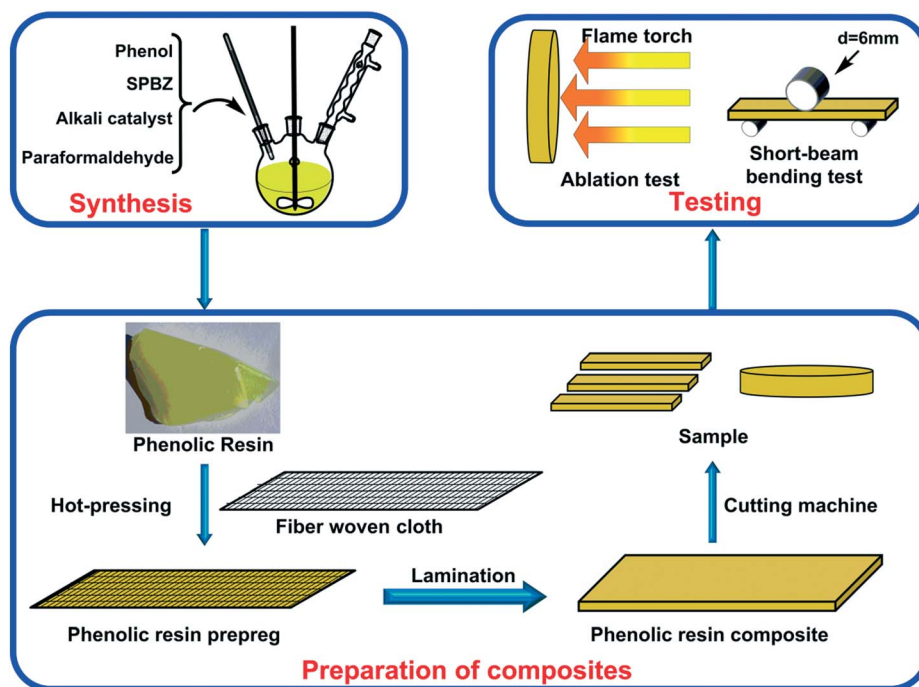 Phenol
SPBZ
Alkali catalyst
Paraformaldehyde
Synthesis
Flame torch
Ablation test
d=6mm
Short-beam
bending test
Testing
Phenolic Resin
Hot-pressing
Fiber woven cloth
Phenolic resin prepreg
Lamination
Sample
Cutting machine
Phenolic resin composite
Preparation of composites